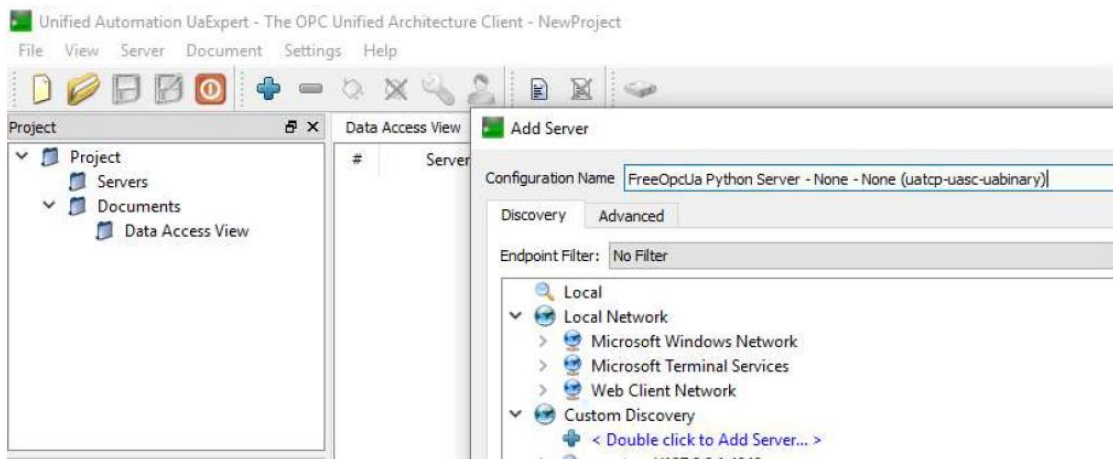 Unified Automation UaExpert - The OPC Unified Architecture Client - NewProject
File View Server Document Settings Help
Project
Project
Servers
Documents
Data Access View
Data Access View
# Server
Add Server
Configuration Name FreeOpcUa Python Server - None - None (uatcp-uasc-uabinary)
Discovery Advanced
Endpoint Filter: No Filter
Local
Local Network
Microsoft Windows Network
Microsoft Terminal Services
Web Client Network
Custom Discovery
< Double click to Add Server... >